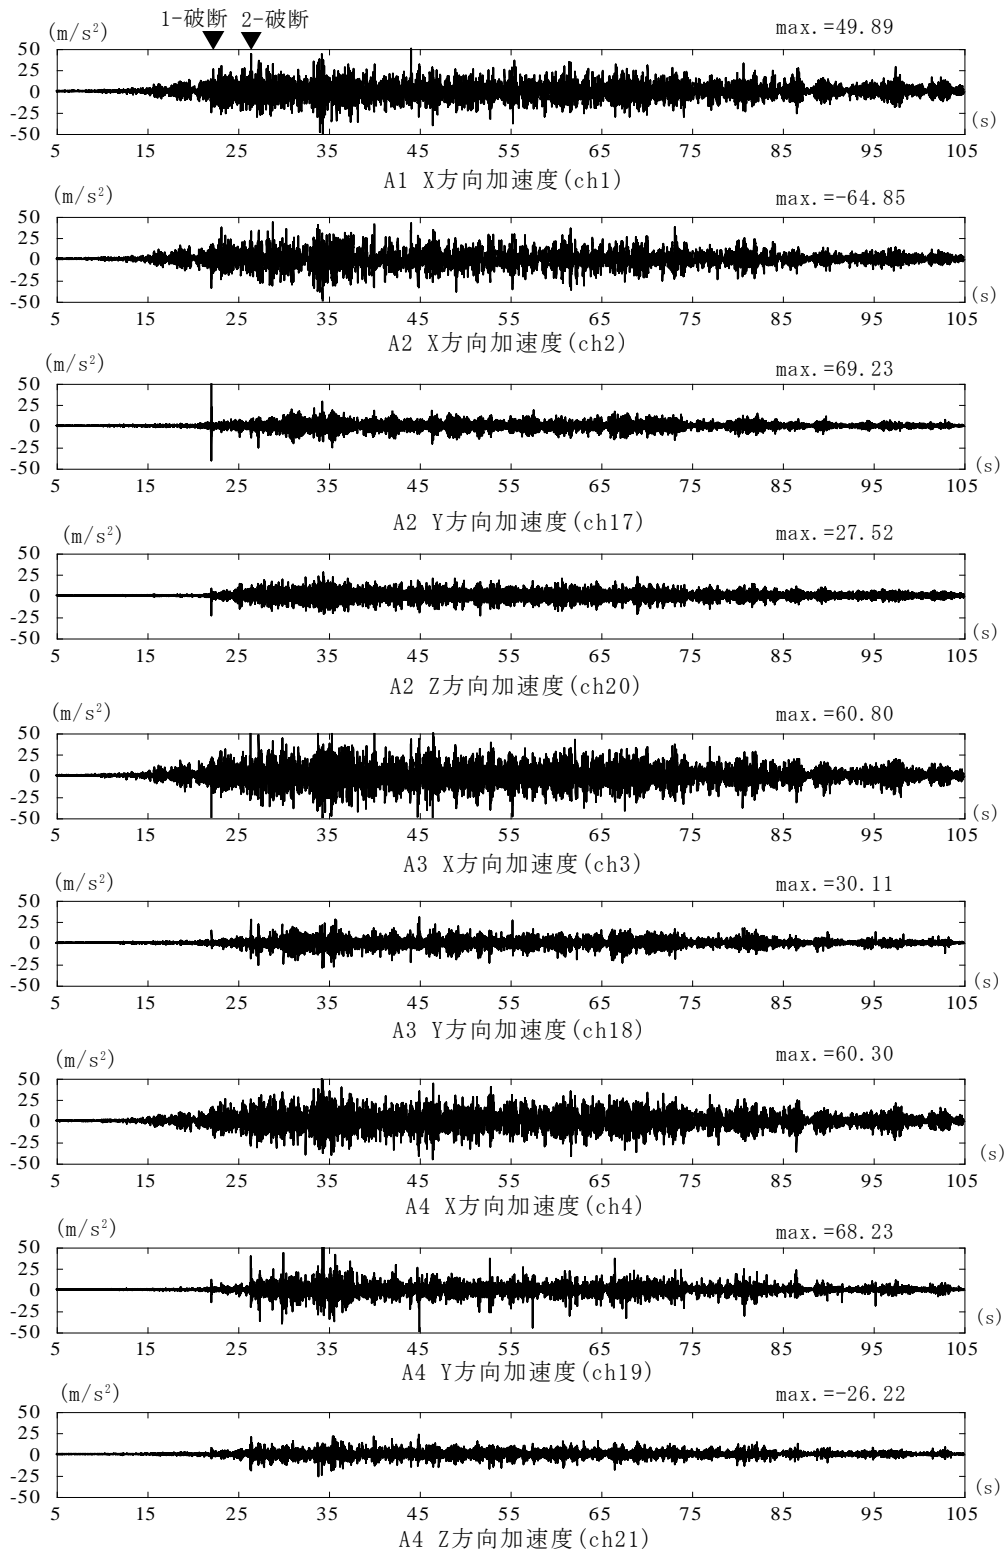 1-破断 2-破断
(m/s²) max.=49.89
50
25
0
-25
-50 (s)
5 15 25 35 45 55 65 75 85 95 105
A1 X方向加速度(ch1)
(m/s²) max.=-64.85
50
25
0
-25
-50 (s)
5 15 25 35 45 55 65 75 85 95 105
A2 X方向加速度(ch2)
(m/s²) max.=69.23
50
25
0
-25
-50 (s)
5 15 25 35 45 55 65 75 85 95 105
A2 Y方向加速度(ch17)
(m/s²) max.=27.52
50
25
0
-25
-50 (s)
5 15 25 35 45 55 65 75 85 95 105
A2 Z方向加速度(ch20)
(m/s²) max.=60.80
50
25
0
-25
-50 (s)
5 15 25 35 45 55 65 75 85 95 105
A3 X方向加速度(ch3)
(m/s²) max.=30.11
50
25
0
-25
-50 (s)
5 15 25 35 45 55 65 75 85 95 105
A3 Y方向加速度(ch18)
(m/s²) max.=60.30
50
25
0
-25
-50 (s)
5 15 25 35 45 55 65 75 85 95 105
A4 X方向加速度(ch4)
(m/s²) max.=68.23
50
25
0
-25
-50 (s)
5 15 25 35 45 55 65 75 85 95 105
A4 Y方向加速度(ch19)
(m/s²) max.=-26.22
50
25
0
-25
-50 (s)
5 15 25 35 45 55 65 75 85 95 105
A4 Z方向加速度(ch21)